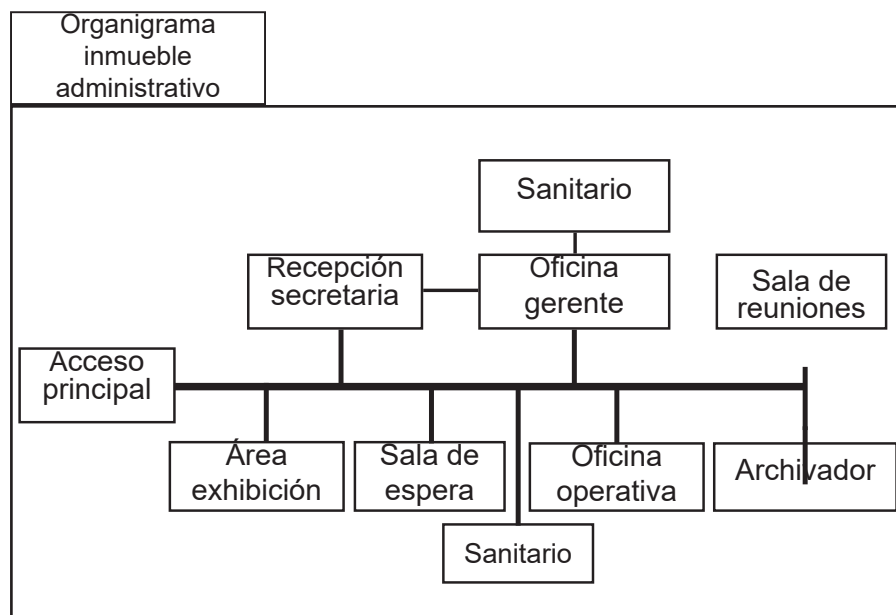 Organigrama
inmueble
administrativo
Sanitario
Recepción
secretaria
Oficina
gerente
Sala de
reuniones
Acceso
principal
Área
exhibición
Sala de
espera
Oficina
operativa
Archivador
Sanitario